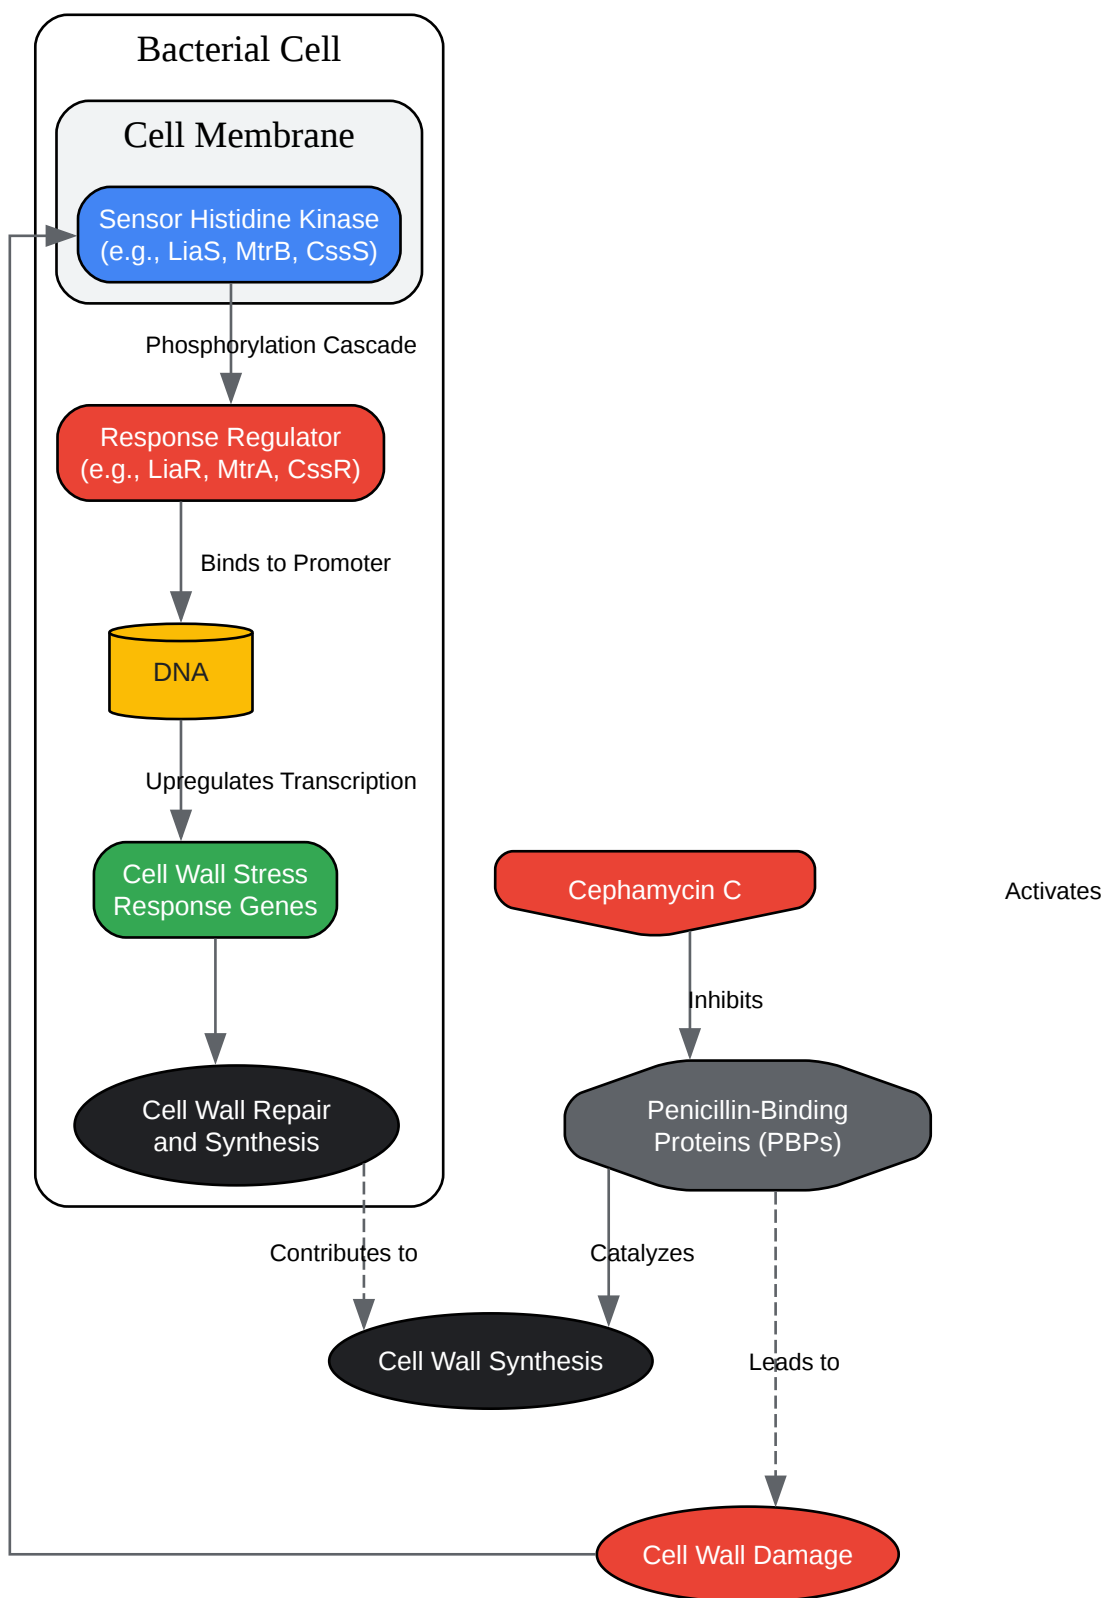 Bacterial Cell
Cell Membrane
Sensor Histidine Kinase
(e.g., LiaS, MtrB, CssS)
Phosphorylation Cascade
Response Regulator
(e.g., LiaR, MtrA, CssR)
Binds to Promoter
DNA
Upregulates Transcription
Cell Wall Stress
Response Genes
Cephamycin C
Activates
Inhibits
Cell Wall Repair
and Synthesis
Penicillin-Binding
Proteins (PBPs)
Contributes to
Catalyzes
Cell Wall Synthesis
Leads to
Cell Wall Damage